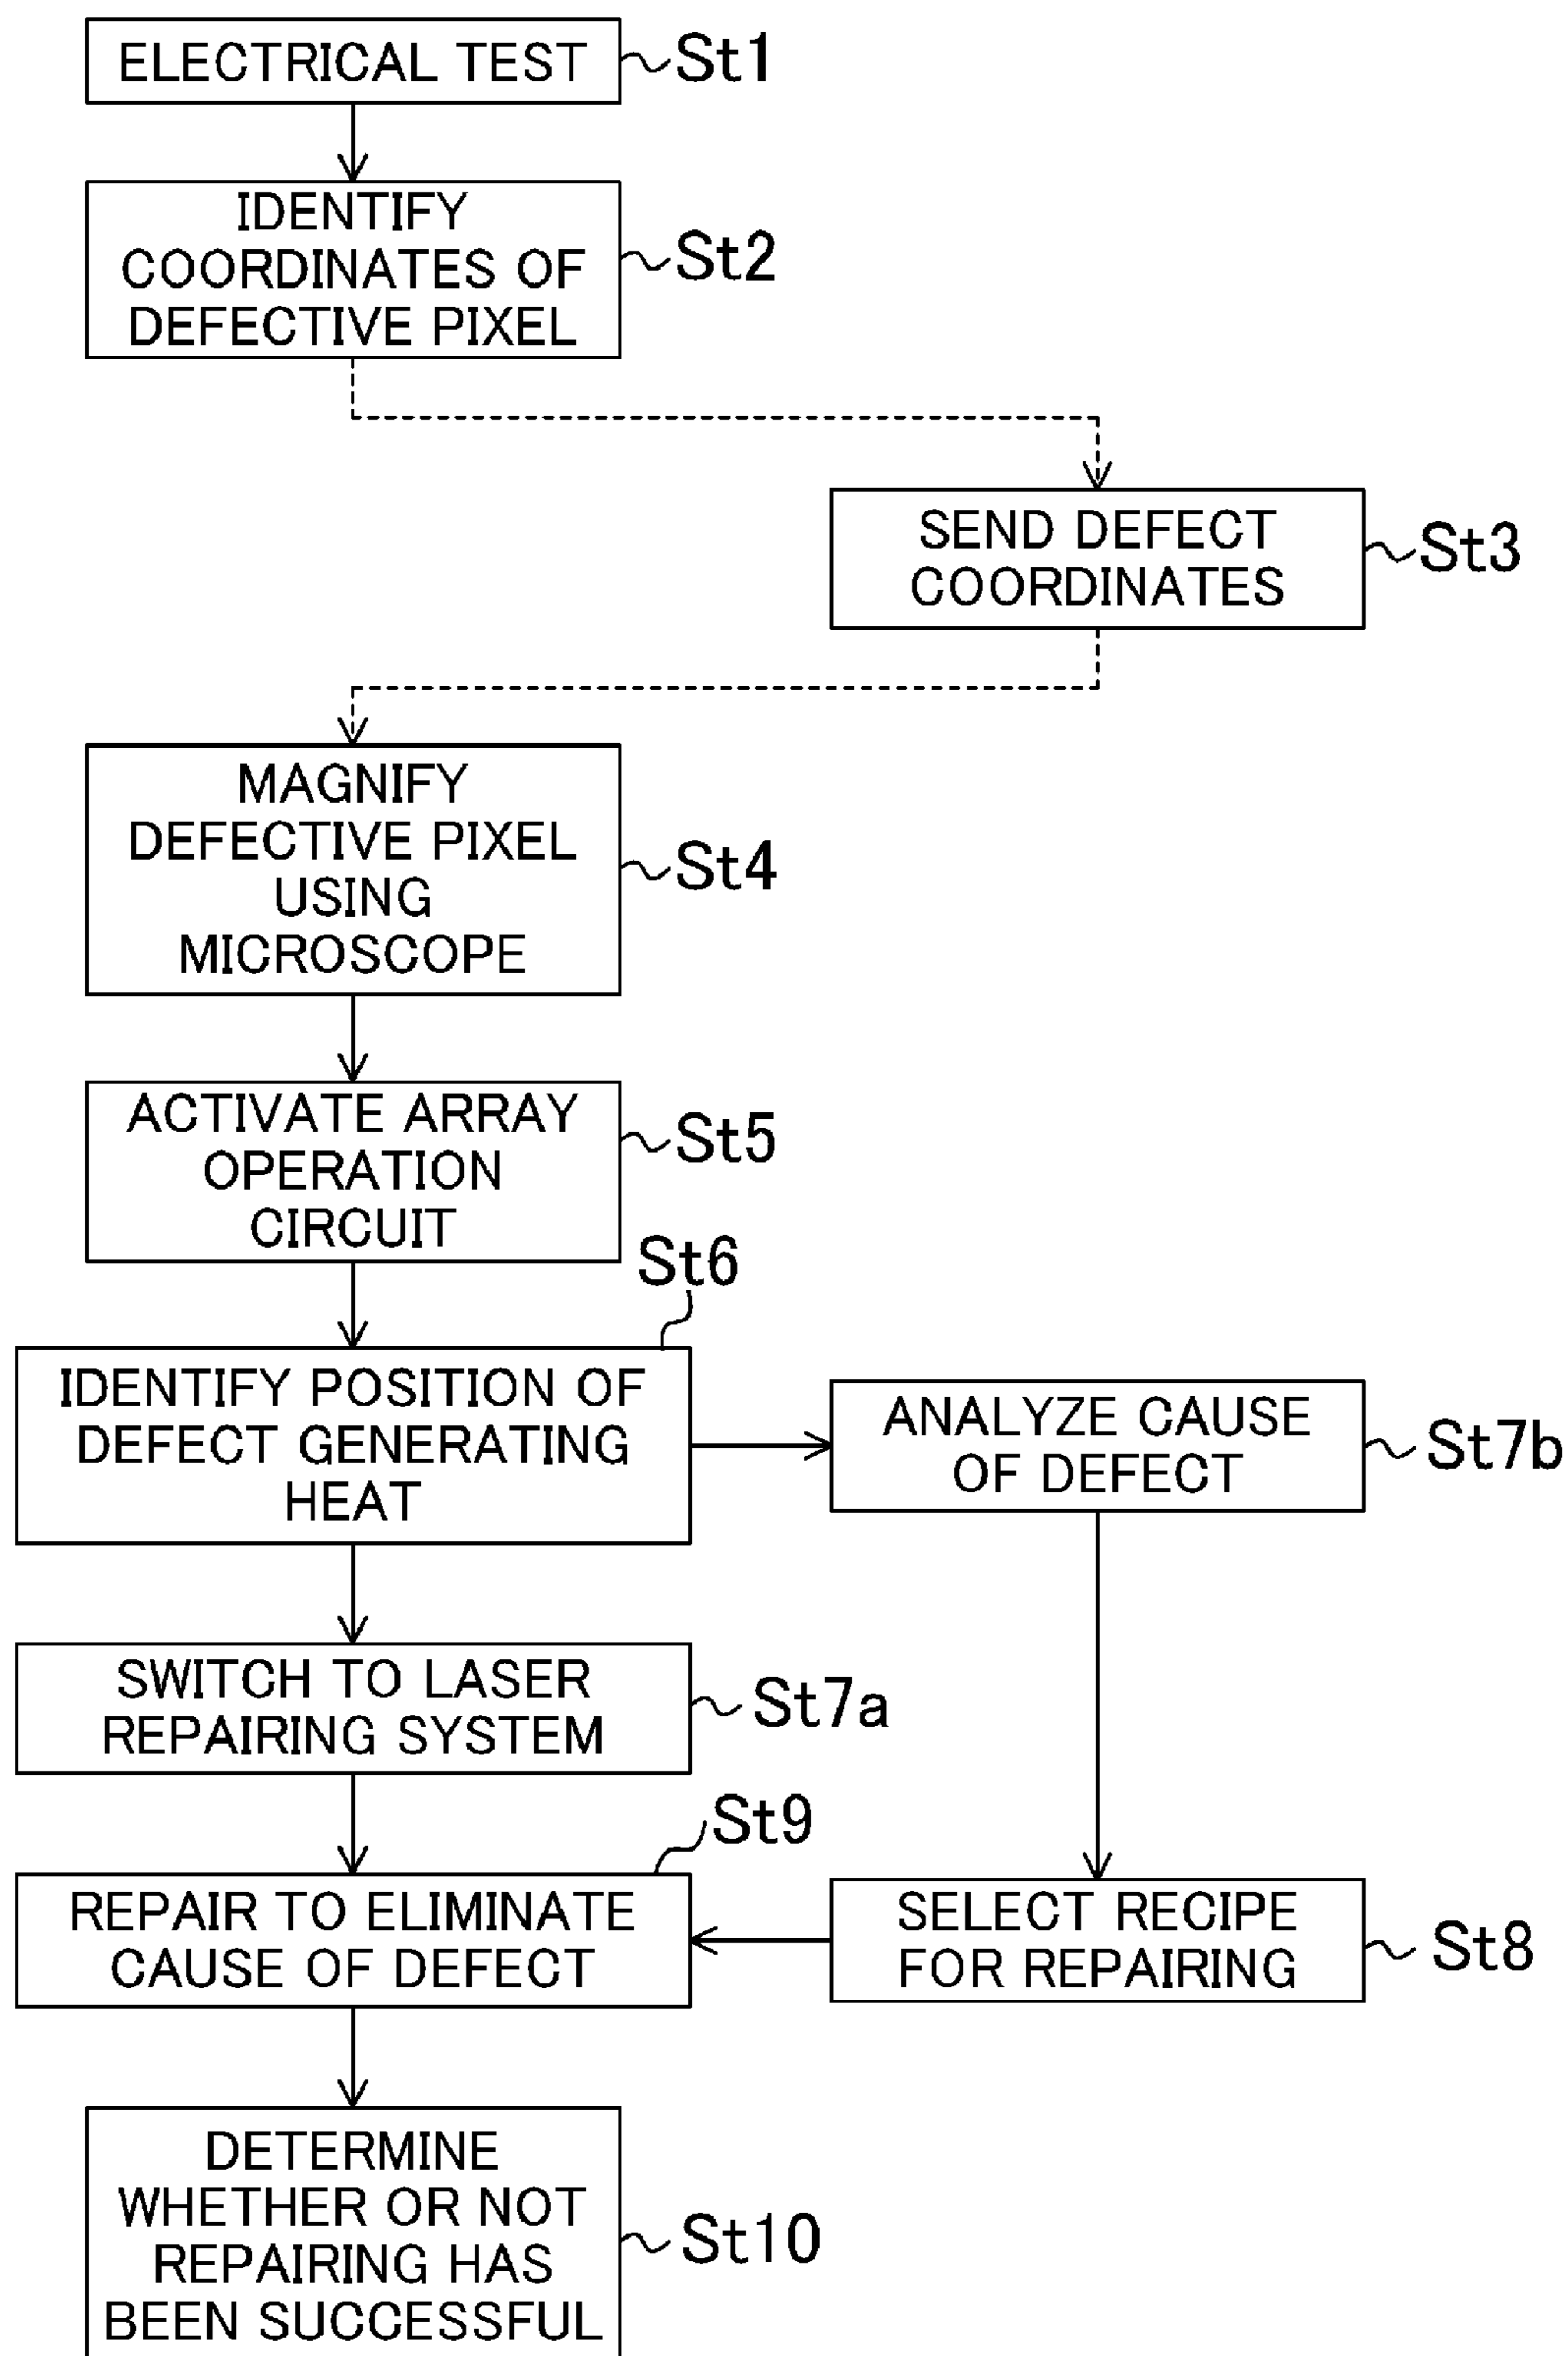 ELECTRICAL TEST
St1
IDENTIFY
COORDINATES OF
DEFECTIVE PIXEL
St2
SEND DEFECT
COORDINATES
St3
MAGNIFY
DEFECTIVE PIXEL
USING
MICROSCOPE
St4
ACTIVATE ARRAY
OPERATION
CIRCUIT
St5
St6
IDENTIFY POSITION OF
DEFECT GENERATING
HEAT
ANALYZE CAUSE
OF DEFECT
St7b
SWITCH TO LASER
REPAIRING SYSTEM
St7a
St9
REPAIR TO ELIMINATE
CAUSE OF DEFECT
SELECT RECIPE
FOR REPAIRING
St8
DETERMINE
WHETHER OR NOT
REPAIRING HAS
BEEN SUCCESSFUL
St10